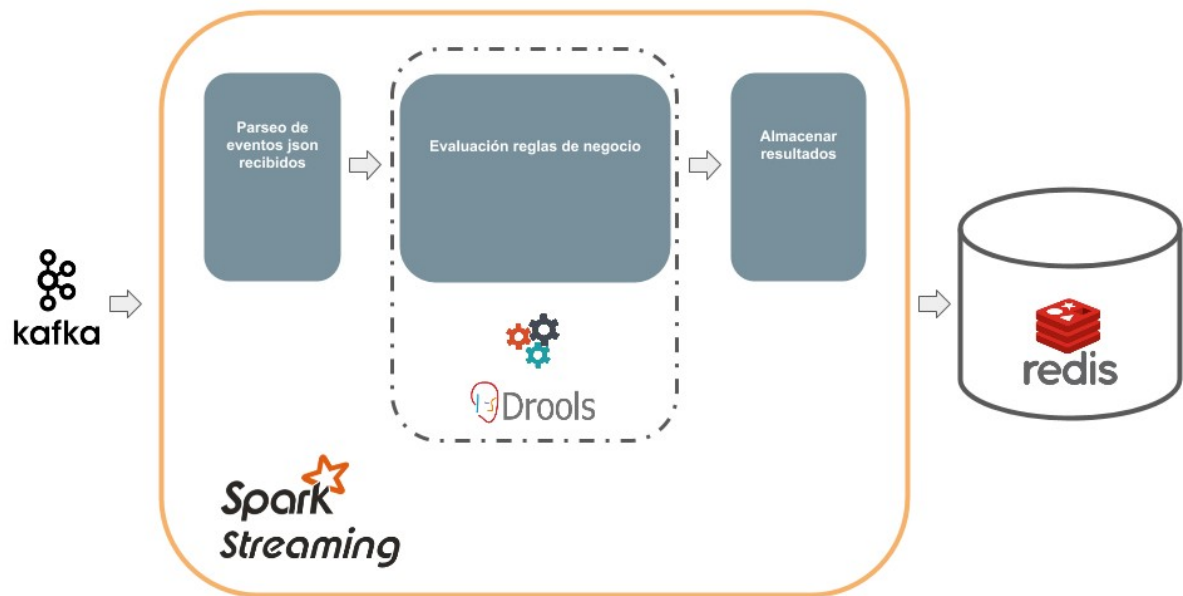 Parseo de
eventos json
recibidos
Evaluación reglas de negocio
Almacenar
resultados
kafka
Drools
redis
Spark
Streaming